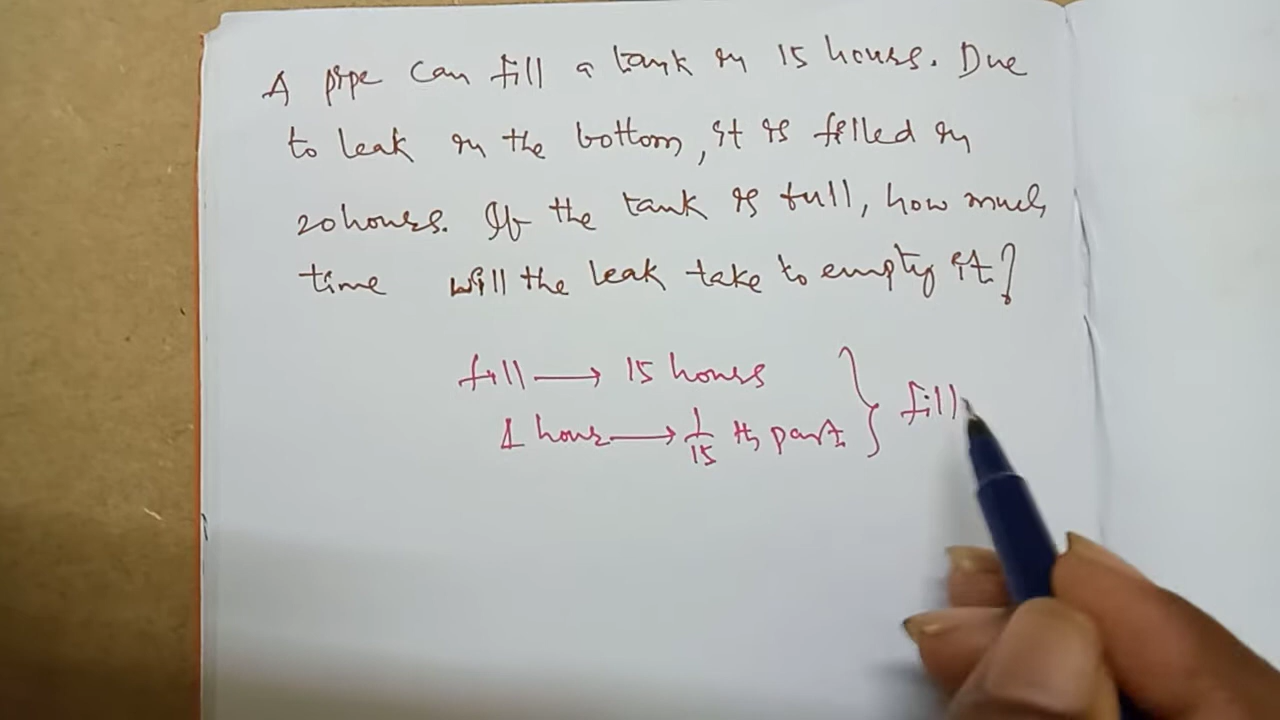 A pipe can fill a tank in 15 hours. Due
to leak in the bottom, it is filled in
20 hours. If the tank is full, how much
time will the leak take to empty it?
fill → 15 hours
1 hour → 1/15 th part } fill